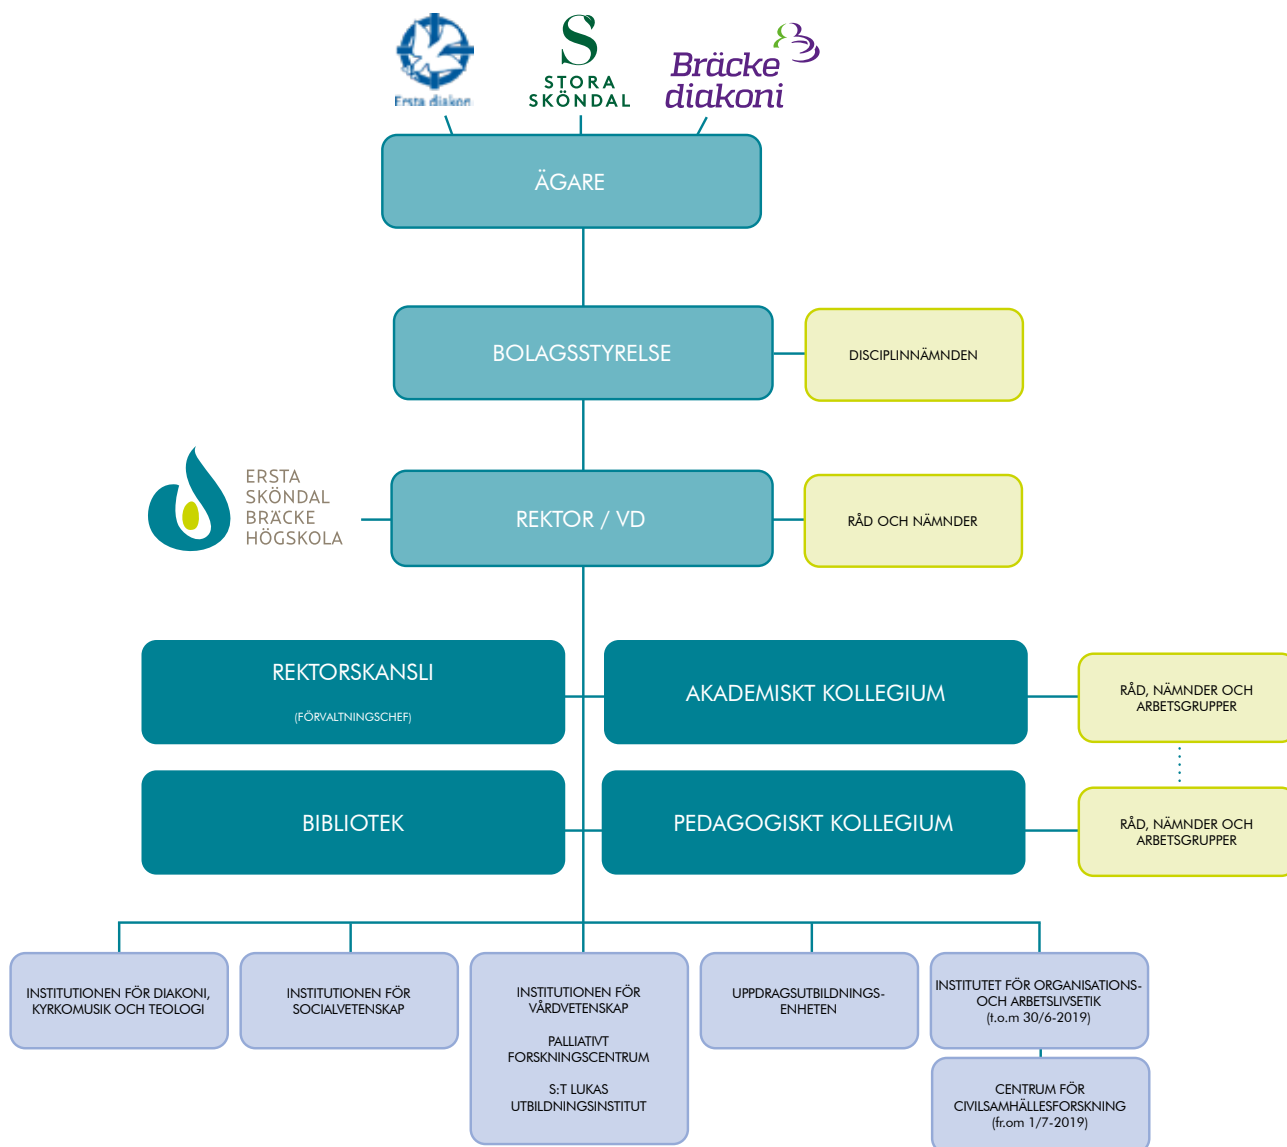 Ersta diakoni
STORA
SKÖNDAL
Bräcke
diakoni
ÄGARE
BOLAGSSTYRELSE
DISCIPLINNÄMNDEN
ERSTA
SKÖNDAL
BRÄCKE
HÖGSKOLA
REKTOR / VD
RÅD OCH NÄMNDER
REKTORSKANSLI
(FÖRVALTNINGSCHEF)
AKADEMISKT KOLLEGIUM
RÅD, NÄMNDER OCH
ARBETSGRUPPER
BIBLIOTEK
PEDAGOGISKT KOLLEGIUM
RÅD, NÄMNDER OCH
ARBETSGRUPPER
INSTITUTIONEN FÖR DIAKONI,
KYRKOMUSIK OCH TEOLOGI
INSTITUTIONEN FÖR
SOCIALVETENSKAP
INSTITUTIONEN FÖR
VÅRDVETENSKAP
PALLIATIVT
FORSKNINGSCENTRUM
S:T LUKAS
UTBILDNINGSINSTITUT
UPPDRAGSUTBILDNINGS-
ENHETEN
INSTITUTET FÖR ORGANISATIONS-
OCH ARBETSLIVSETIK
(t.o.m 30/6-2019)
CENTRUM FÖR
CIVILSAMHÄLLESFORSKNING
(fr.om 1/7-2019)